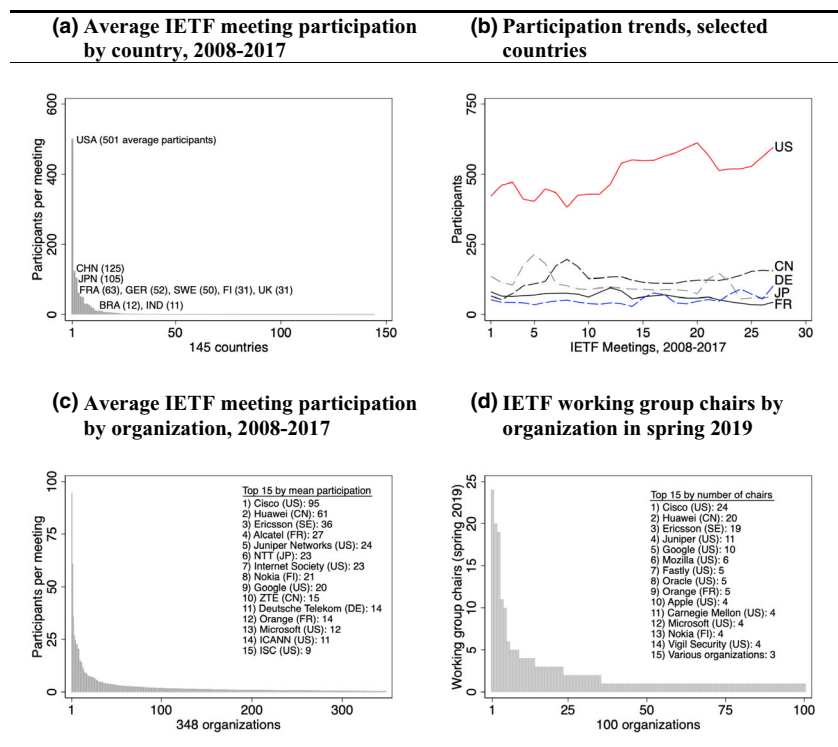 (a) Average IETF meeting participation
by country, 2008-2017
(b) Participation trends, selected
countries
Participants per meeting
600
400
200
0
USA (501 average participants)
CHN (125)
JPN (105)
FRA (63), GER (52), SWE (50), FI (31), UK (31)
BRA (12), IND (11)
1
50
100
150
145 countries
Participants
750
500
250
0
US
CN
DE
JP
FR
1
5
10
15
20
25
30
IETF Meetings, 2008-2017
(c) Average IETF meeting participation
by organization, 2008-2017
(d) IETF working group chairs by
organization in spring 2019
Participants per meeting
100
75
50
25
0
Top 15 by mean participation
1) Cisco (US): 95
2) Huawei (CN): 61
3) Ericsson (SE): 36
4) Alcatel (FR): 27
5) Juniper Networks (US): 24
6) NTT (JP): 23
7) Internet Society (US): 23
8) Nokia (FI): 21
9) Google (US): 20
10) ZTE (CN): 15
11) Deutsche Telekom (DE): 14
12) Orange (FR): 14
13) Microsoft (US): 12
14) ICANN (US): 11
15) ISC (US): 9
1
100
200
300
348 organizations
Working group chairs (spring 2019)
25
20
15
10
5
0
Top 15 by number of chairs
1) Cisco (US): 24
2) Huawei (CN): 20
3) Ericsson (SE): 19
4) Juniper (US): 11
5) Google (US): 10
6) Mozilla (US): 6
7) Fastly (US): 5
8) Oracle (US): 5
9) Orange (FR): 5
10) Apple (US): 4
11) Carnegie Mellon (US): 4
12) Microsoft (US): 4
13) Nokia (FI): 4
14) Vigil Security (US): 4
15) Various organizations: 3
1
25
50
75
100
100 organizations